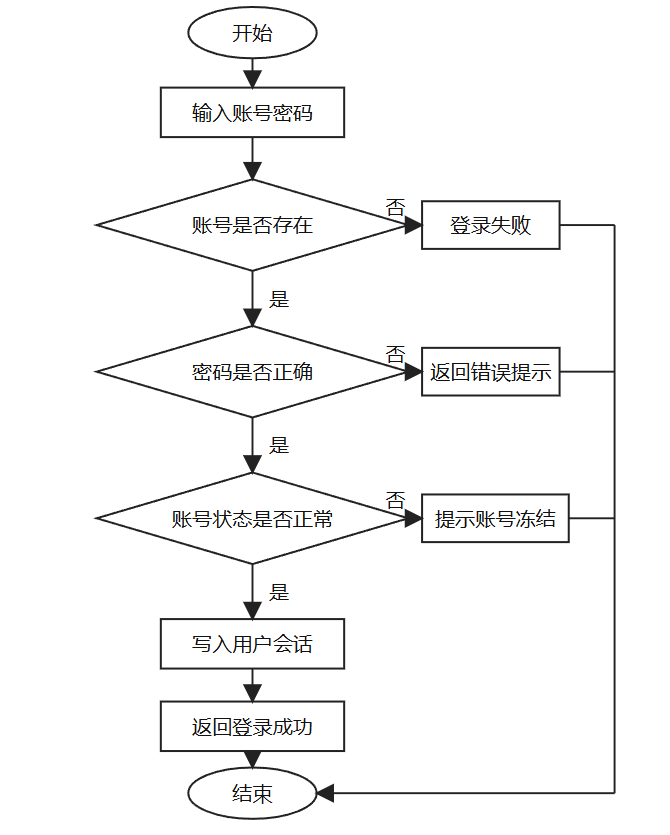 开始
输入账号密码
账号是否存在
否
登录失败
是
密码是否正确
否
返回错误提示
是
账号状态是否正常
否
提示账号冻结
是
写入用户会话
返回登录成功
结束